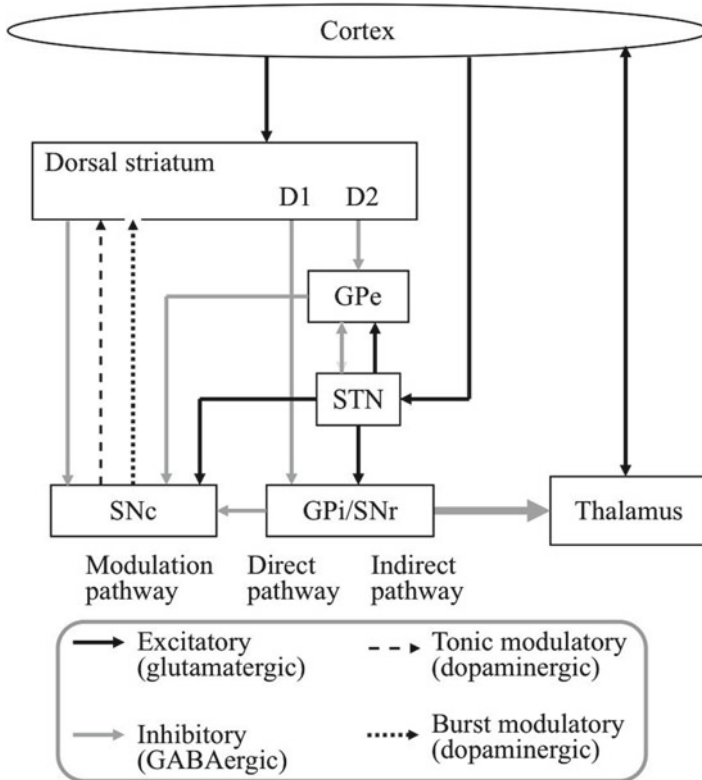 Cortex
Dorsal striatum
D1 D2
GPe
STN
SNc
GPi/SNr
Thalamus
Modulation
pathway
Direct
pathway
Indirect
pathway
Excitatory
(glutamatergic)
Tonic modulatory
(dopaminergic)
Inhibitory
(GABAergic)
Burst modulatory
(dopaminergic)